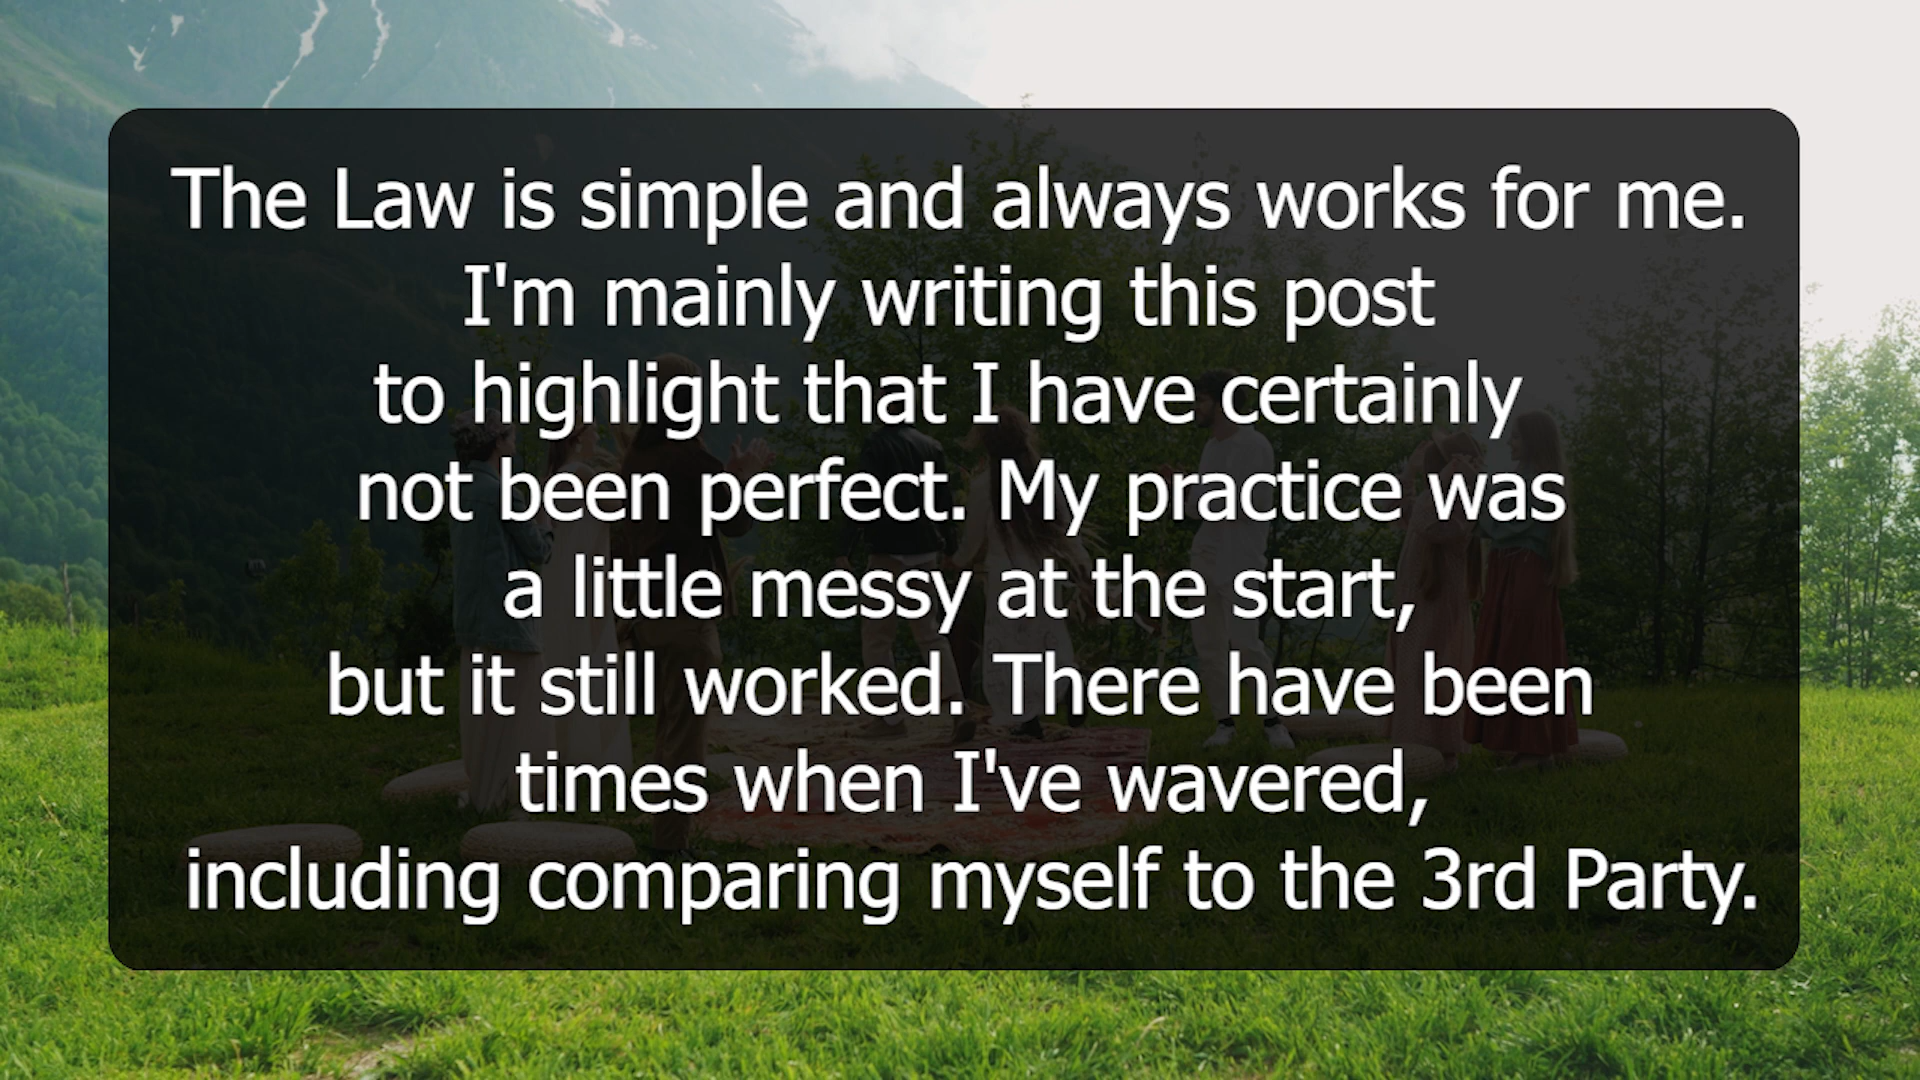 The Law is simple and always works for me.
I'm mainly writing this post
to highlight that I have certainly
not been perfect. My practice was
a little messy at the start,
but it still worked. There have been
times when I've wavered,
including comparing myself to the 3rd Party.